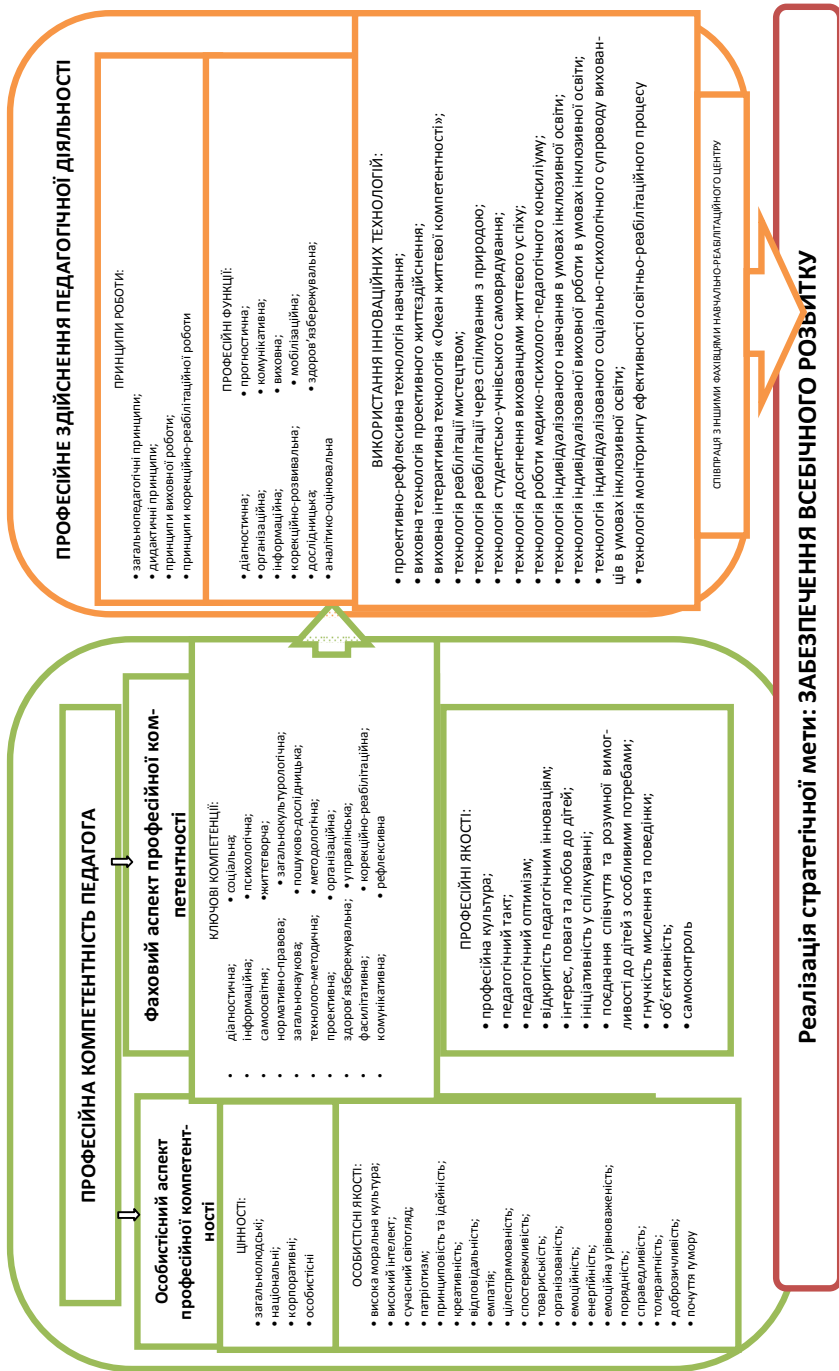 ПРОФЕСІЙНА КОМПЕТЕНТНІСТЬ ПЕДАГОГА
Особистісний аспект
професійної компетент-
ності
ЦІННОСТІ:
• загальнолюдські;
• національні;
• корпоративні;
• особистісні
ОСОБИСТІСНІ ЯКОСТІ:
• висока моральна культура;
• високий інтелект;
• сучасний світогляд;
• патріотизм;
• принциповість та ідейність;
• креативність;
• відповідальність;
• емпатія;
• цілеспрямованість;
• спостережливість;
• товариськість;
• організованість;
• емоційність;
• енергійність;
• емоційна урівноваженість;
• порядність;
• справедливість;
• толерантність;
• доброзичливість;
• почуття гумору
Фаховий аспект професійної ком-
петентності
КЛЮЧОВІ КОМПЕТЕНЦІЇ:
• діагностична;
• інформаційна;
• самоосвітня;
• нормативно-правова;
• загальнонаукова;
• технолого-методична;
• проективна;
• здоров'язбережувальна;
• фасилітативна;
• комунікативна;
• соціальна;
• психологічна;
•життєтворча;
• загальнокультурологічна;
• пошуково-дослідницька;
• методологічна;
• організаційна;
• управлінська;
• корекційно-реабілітаційна;
• рефлексивна
ПРОФЕСІЙНІ ЯКОСТІ:
• професійна культура;
• педагогічний такт;
• педагогічний оптимізм;
• відкритість педагогічним інноваціям;
• інтерес, повага та любов до дітей;
• ініціативність у спілкуванні;
• поєднання співчуття та розумної вимог-
ливості до дітей з особливими потребами;
• гнучкість мислення та поведінки;
• об'єктивність;
• самоконтроль
ПРОФЕСІЙНЕ ЗДІЙСНЕННЯ ПЕДАГОГІЧНОЇ ДІЯЛЬНОСТІ
ПРИНЦИПИ РОБОТИ:
• загальнопедагогічні принципи;
• дидактичні принципи;
• принципи виховної роботи;
• принципи корекційно-реабілітаційної роботи
ПРОФЕСІЙНІ ФУНКЦІЇ:
• діагностична;
• організаційна;
• інформаційна;
• корекційно-розвивальна;
• дослідницька;
• аналітико-оцінювальна
• прогностична;
• комунікативна;
• виховна;
• мобілізаційна;
• здоров'язбережувальна;
ВИКОРИСТАННЯ ІННОВАЦІЙНИХ ТЕХНОЛОГІЙ:
• проективно-рефлексивна технологія навчання;
• виховна технологія проективного життєздійснення;
• виховна інтерактивна технологія «Океан життєвої компетентності»;
• технологія реабілітації мистецтвом;
• технологія реабілітації через спілкування з природою;
• технологія студентсько-учнівського самоврядування;
• технологія досягнення вихованцями життєвого успіху;
• технологія роботи медико-психолого-педагогічного консиліуму;
• технологія індивідуалізованого навчання в умовах інклюзивної освіти;
• технологія індивідуалізованої виховної роботи в умовах інклюзивної освіти;
• технологія індивідуалізованого соціально-психологічного супроводу вихован-
ців в умовах інклюзивної освіти;
• технологія моніторингу ефективності освітньо-реабілітаційного процесу
СПІВПРАЦЯ З ІНШИМИ ФАХІВЦЯМИ НАВЧАЛЬНО-РЕАБІЛІТАЦІЙНОГО ЦЕНТРУ
Реалізація стратегічної мети: ЗАБЕЗПЕЧЕННЯ ВСЕБІЧНОГО РОЗВИТКУ